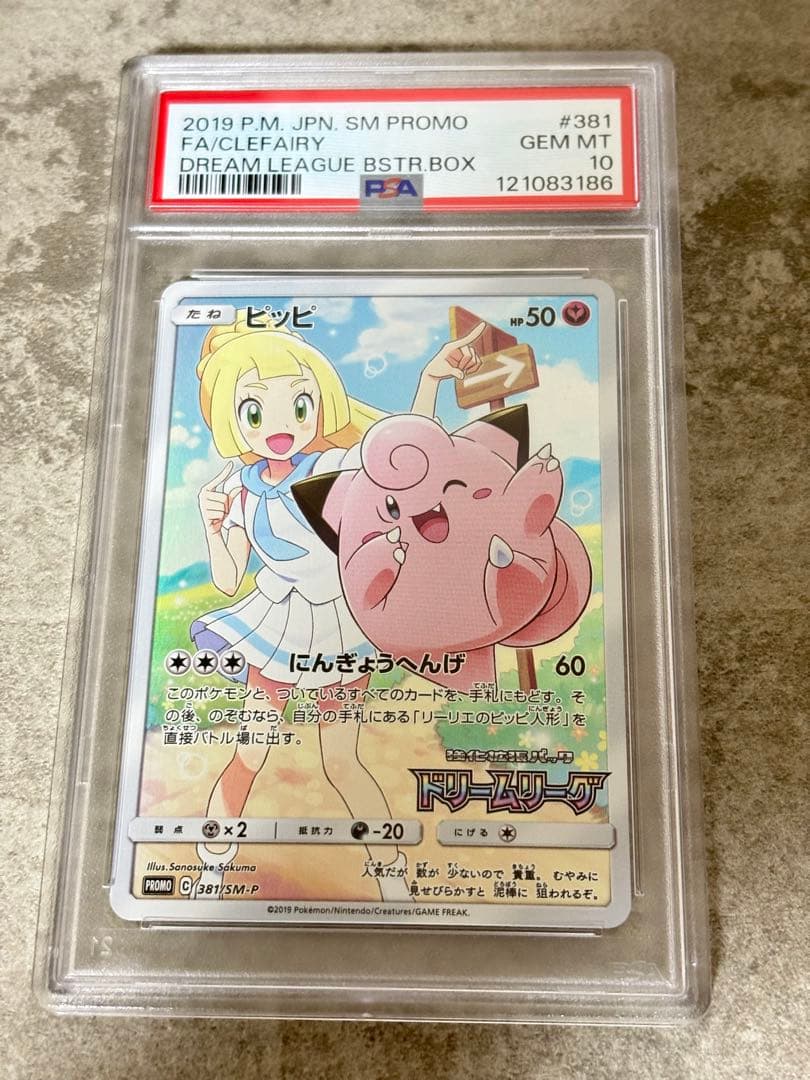 2019 P.M. JPN. SM PROMO #381
FA/CLEFAIRY GEM MT
DREAM LEAGUE BSTR.BOX 10
PSA 121083186
たね ピッピ HP50
にんぎょうへんげ 60
このポケモンと、ついているすべてのカードを、手札にもどす。そ
の後、のぞむなら、自分の手札にある「リーリエのピッピ人形」を
直接バトル場に出す。
強化拡張パック
ドリームリーグ
弱点 ×2 抵抗力 -20 にげる
Illus.Sanosuke Sakuma
PROMO C 381/SM-P
人気だが 数が 少ないので 貴重。むやみに
見せびらかすと 泥棒に 狙われるぞ。
©2019 Pokémon/Nintendo/Creatures/GAME FREAK.